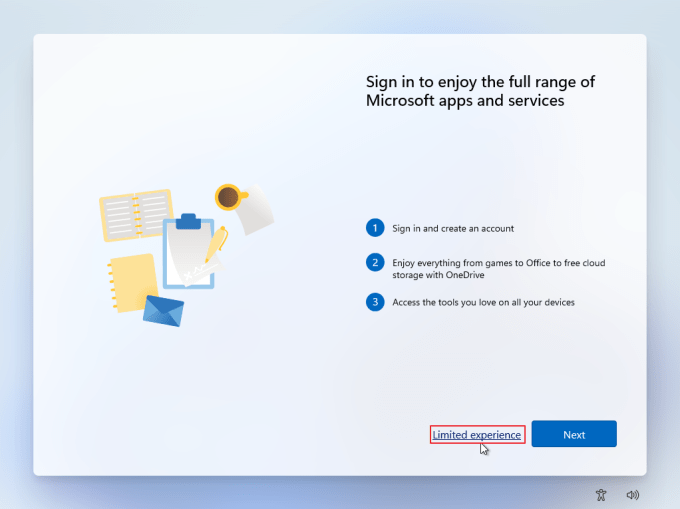 Sign in to enjoy the full range of
Microsoft apps and services
1 Sign in and create an account
2 Enjoy everything from games to Office to free cloud
storage with OneDrive
3 Access the tools you love on all your devices
Limited experience Next